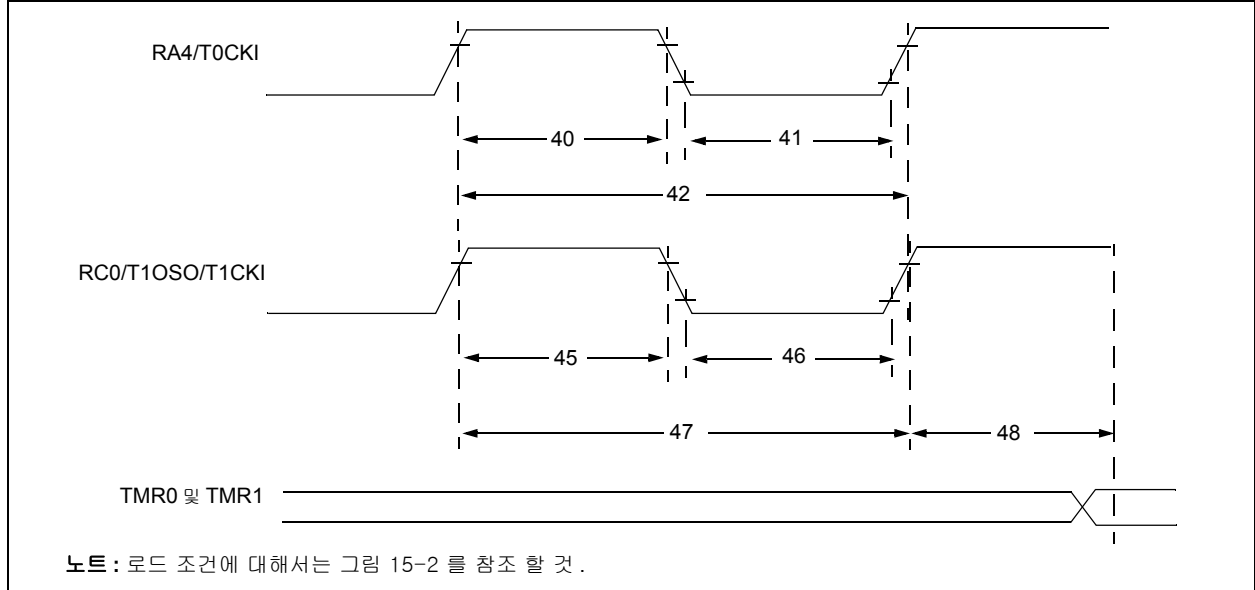 RA4/T0CKI
40
41
42
RC0/T1OSO/T1CKI
45
46
47
48
TMR0 및 TMR1
노트 : 로드 조건에 대해서는 그림 15-2 를 참조 할 것 .